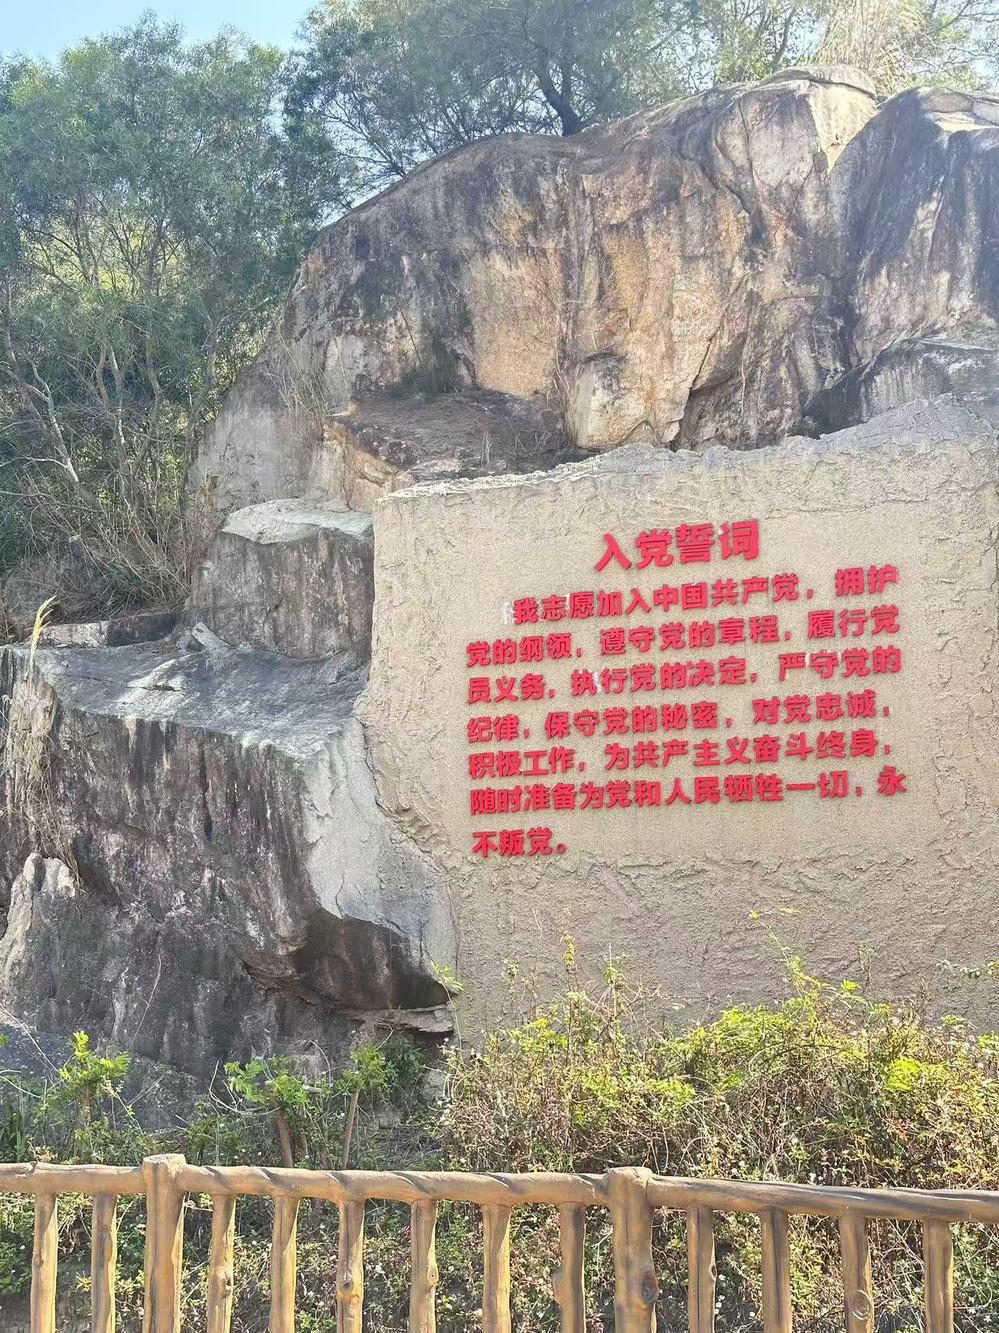 入党誓词
我志愿加入中国共产党，拥护
党的纲领，遵守党的章程，履行党
员义务，执行党的决定，严守党的
纪律，保守党的秘密，对党忠诚，
积极工作，为共产主义奋斗终身，
随时准备为党和人民牺牲一切，永
不叛党。